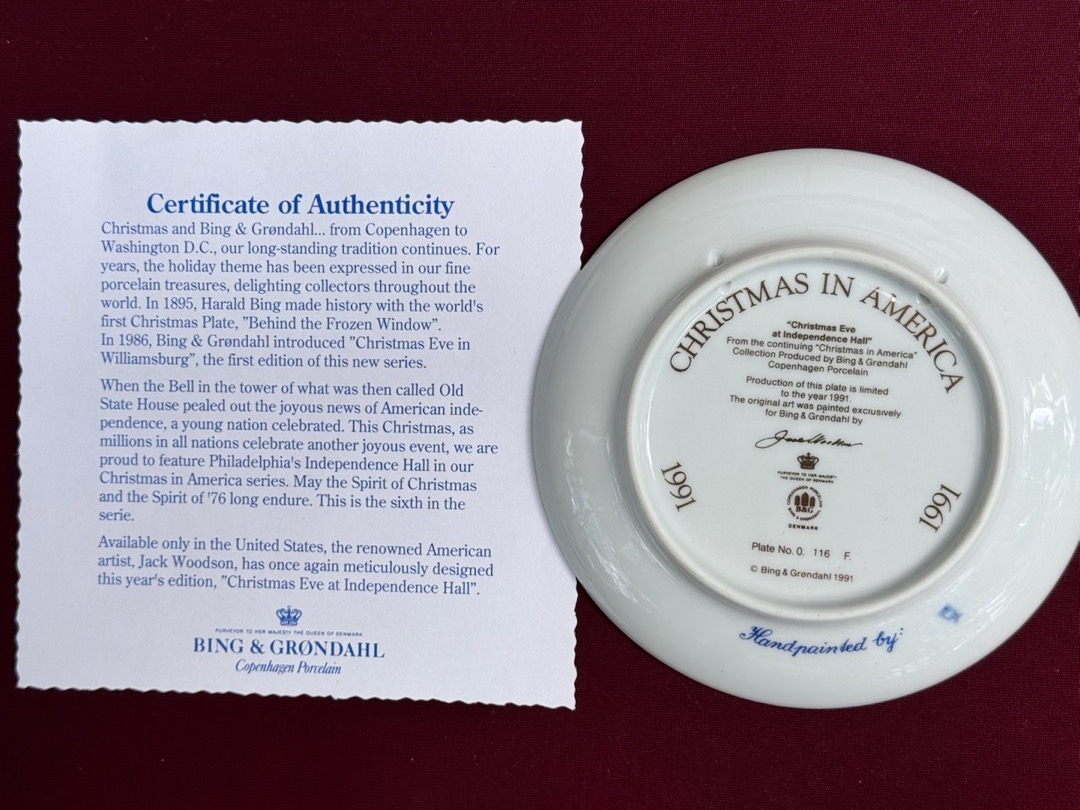 Certificate of Authenticity
Christmas and Bing & Grøndahl... from Copenhagen to
Washington D.C., our long-standing tradition continues. For
years, the holiday theme has been expressed in our fine
porcelain treasures, delighting collectors throughout the
world. In 1895, Harald Bing made history with the world's
first Christmas Plate, "Behind the Frozen Window".
In 1986, Bing & Grøndahl introduced "Christmas Eve in
Williamsburg", the first edition of this new series.
When the Bell in the tower of what was then called Old
State House pealed out the joyous news of American inde-
pendence, a young nation celebrated. This Christmas, as
millions in all nations celebrate another joyous event, we are
proud to feature Philadelphia's Independence Hall in our
Christmas in America series. May the Spirit of Christmas
and the Spirit of '76 long endure. This is the sixth in the
serie.
Available only in the United States, the renowned American
artist, Jack Woodson, has once again meticulously designed
this year's edition, "Christmas Eve at Independence Hall".
PURVEYOR TO HER MAJESTY THE QUEEN OF DENMARK
BING & GRØNDAHL
Copenhagen Porcelain
CHRISTMAS IN AMERICA
"Christmas Eve
at Independence Hall"
From the continuing "Christmas in America"
Collection Produced by Bing & Grøndahl
Copenhagen Porcelain
Production of this plate is limited
to the year 1991.
The original art was painted exclusively
for Bing & Grøndahl by
PURVEYOR TO HER MAJESTY
THE QUEEN OF DENMARK
B&G
DENMARK
1991
1991
Plate No. 0. 116 F.
© Bing & Grøndahl 1991
Handpainted by: